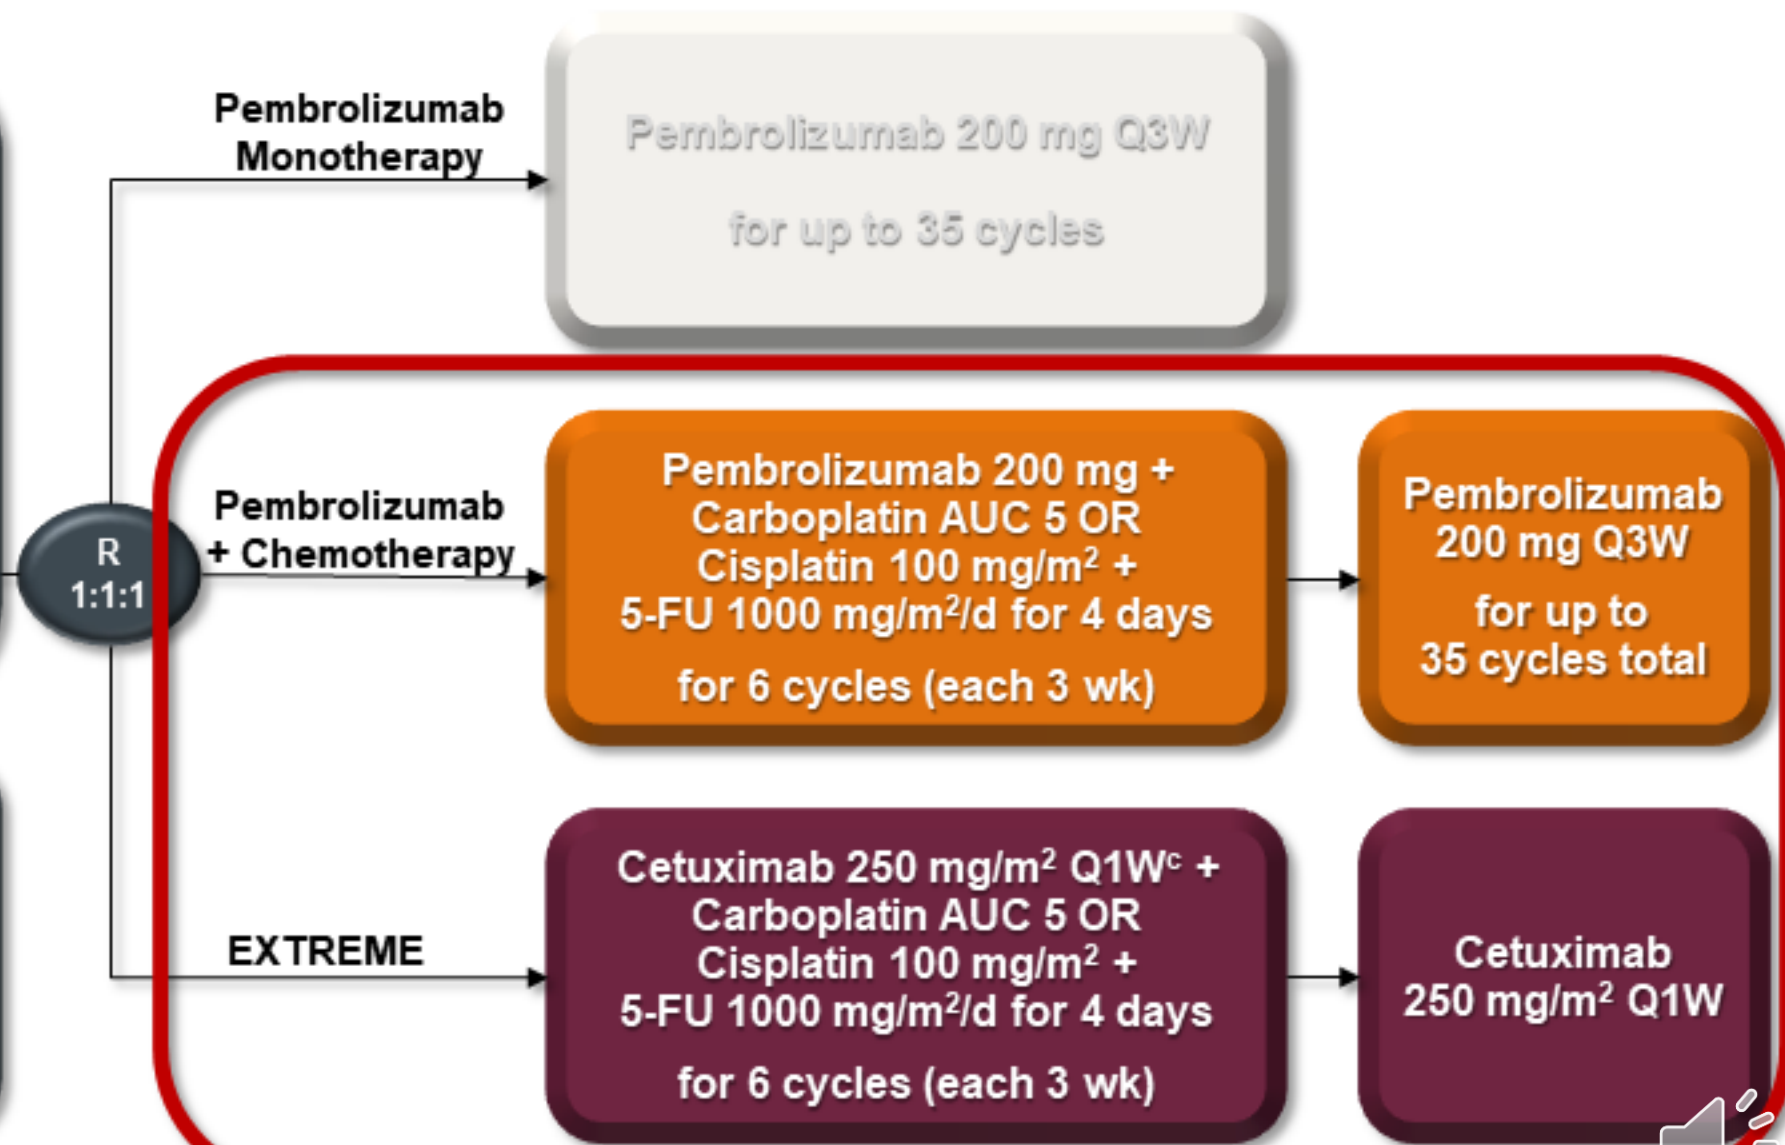 Pembrolizumab
Monotherapy
Pembrolizumab 200 mg Q3W
for up to 35 cycles
R
1:1:1
Pembrolizumab
+ Chemotherapy
Pembrolizumab 200 mg +
Carboplatin AUC 5 OR
Cisplatin 100 mg/m² +
5-FU 1000 mg/m²/d for 4 days
for 6 cycles (each 3 wk)
Pembrolizumab
200 mg Q3W
for up to
35 cycles total
EXTREME
Cetuximab 250 mg/m² Q1Wᶜ +
Carboplatin AUC 5 OR
Cisplatin 100 mg/m² +
5-FU 1000 mg/m²/d for 4 days
for 6 cycles (each 3 wk)
Cetuximab
250 mg/m² Q1W